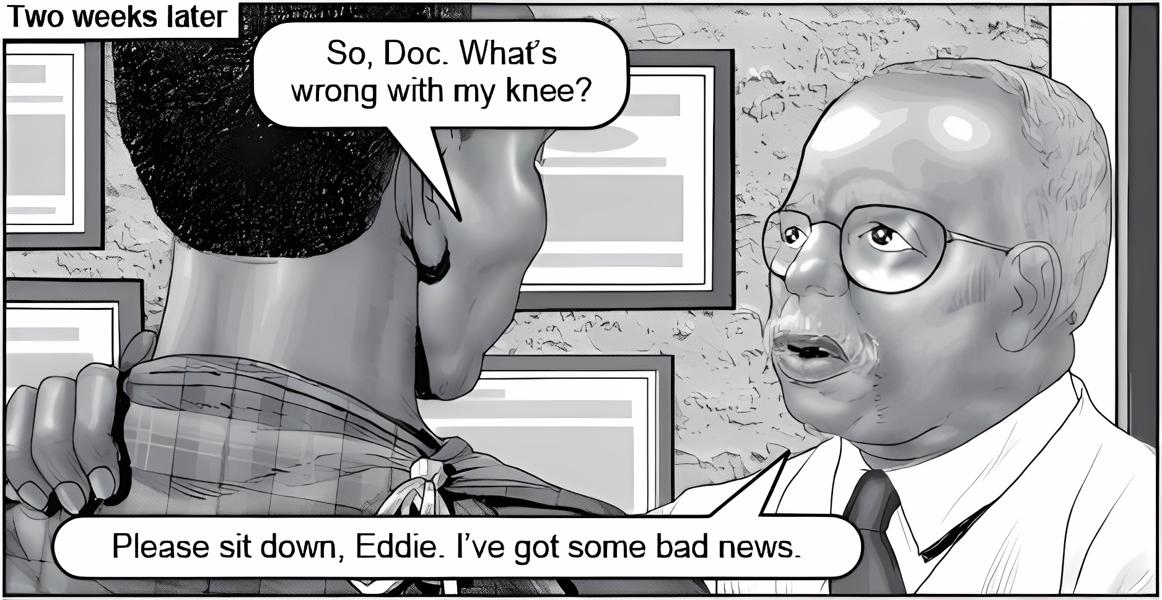 Two weeks later
So, Doc. What's
wrong with my knee?
Please sit down, Eddie. I've got some bad news.